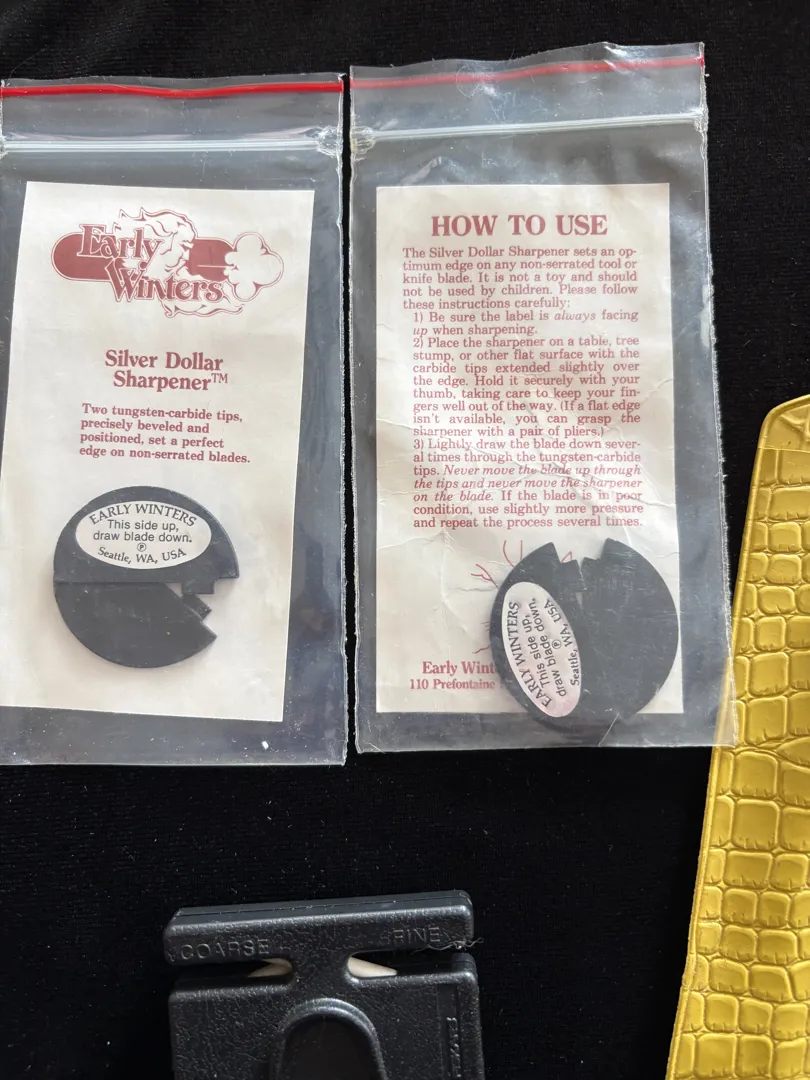 Early
Winters
Silver Dollar
Sharpener™
Two tungsten-carbide tips,
precisely beveled and
positioned, set a perfect
edge on non-serrated blades.
EARLY WINTERS
This side up,
draw blade down.
℗
Seattle, WA, USA
HOW TO USE
The Silver Dollar Sharpener sets an op-
timum edge on any non-serrated tool or
knife blade. It is not a toy and should
not be used by children. Please follow
these instructions carefully:
1) Be sure the label is always facing
up when sharpening.
2) Place the sharpener on a table, tree
stump, or other flat surface with the
carbide tips extended slightly over
the edge. Hold it securely with your
thumb, taking care to keep your fin-
gers well out of the way. (If a flat edge
isn't available, you can grasp the
sharpener with a pair of pliers.)
3) Lightly draw the blade down sever-
al times through the tungsten-carbide
tips. Never move the blade up through
the tips and never move the sharpener
on the blade. If the blade is in poor
condition, use slightly more pressure
and repeat the process several times.
Early
110 Prefontaine
EARLY WINTERS
This side up,
draw blade down.
℗
Seattle, WA, USA
COARSE FINE